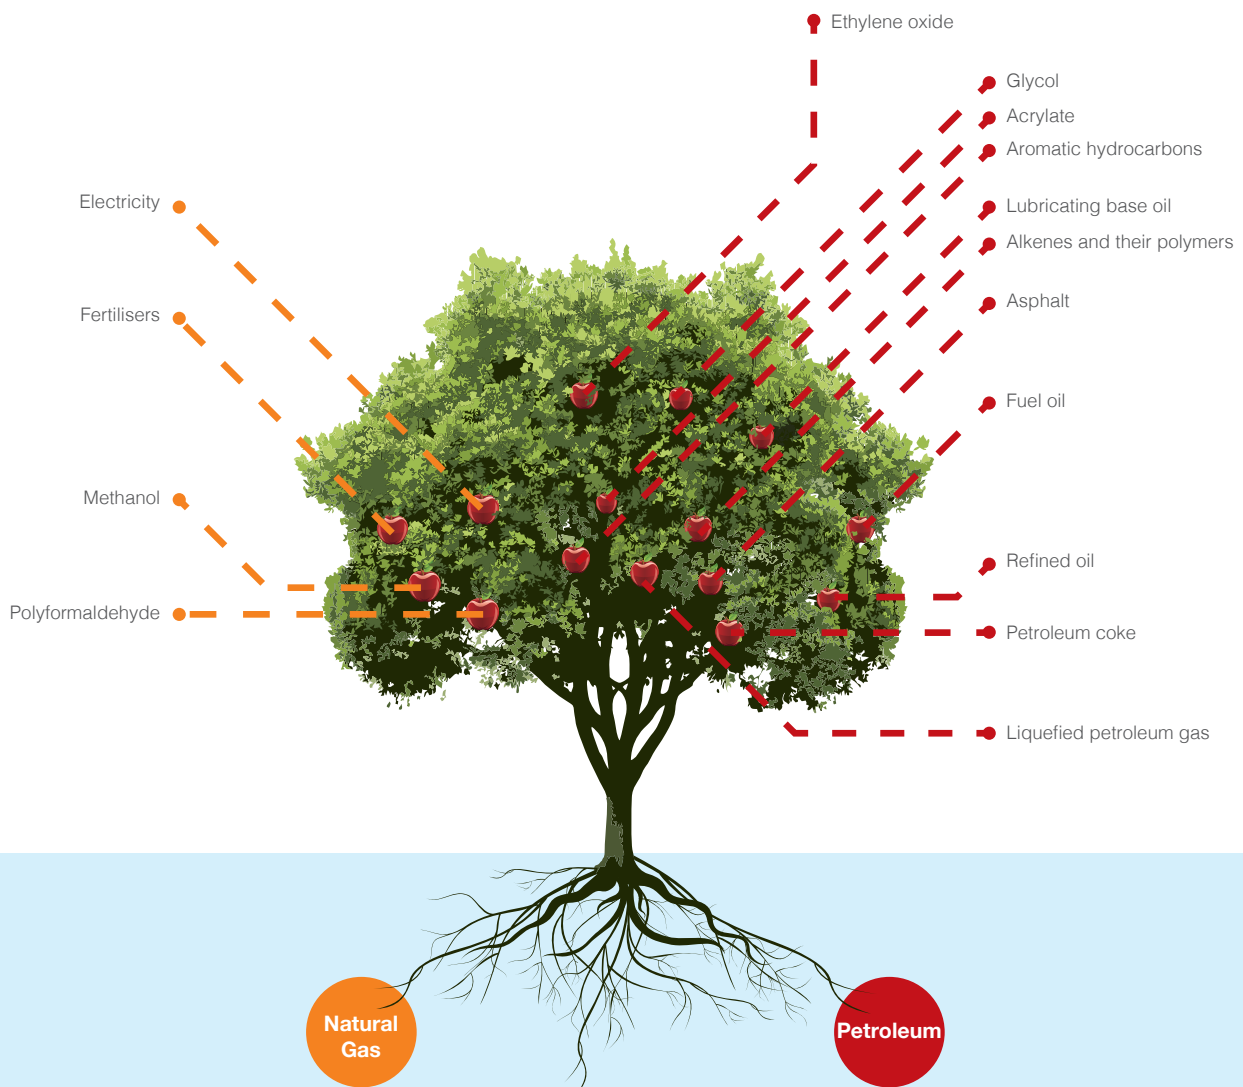 Ethylene oxide
Glycol
Acrylate
Aromatic hydrocarbons
Electricity
Lubricating base oil
Alkenes and their polymers
Asphalt
Fertilisers
Fuel oil
Methanol
Refined oil
Polyformaldehyde
Petroleum coke
Liquefied petroleum gas
Natural
Gas
Petroleum